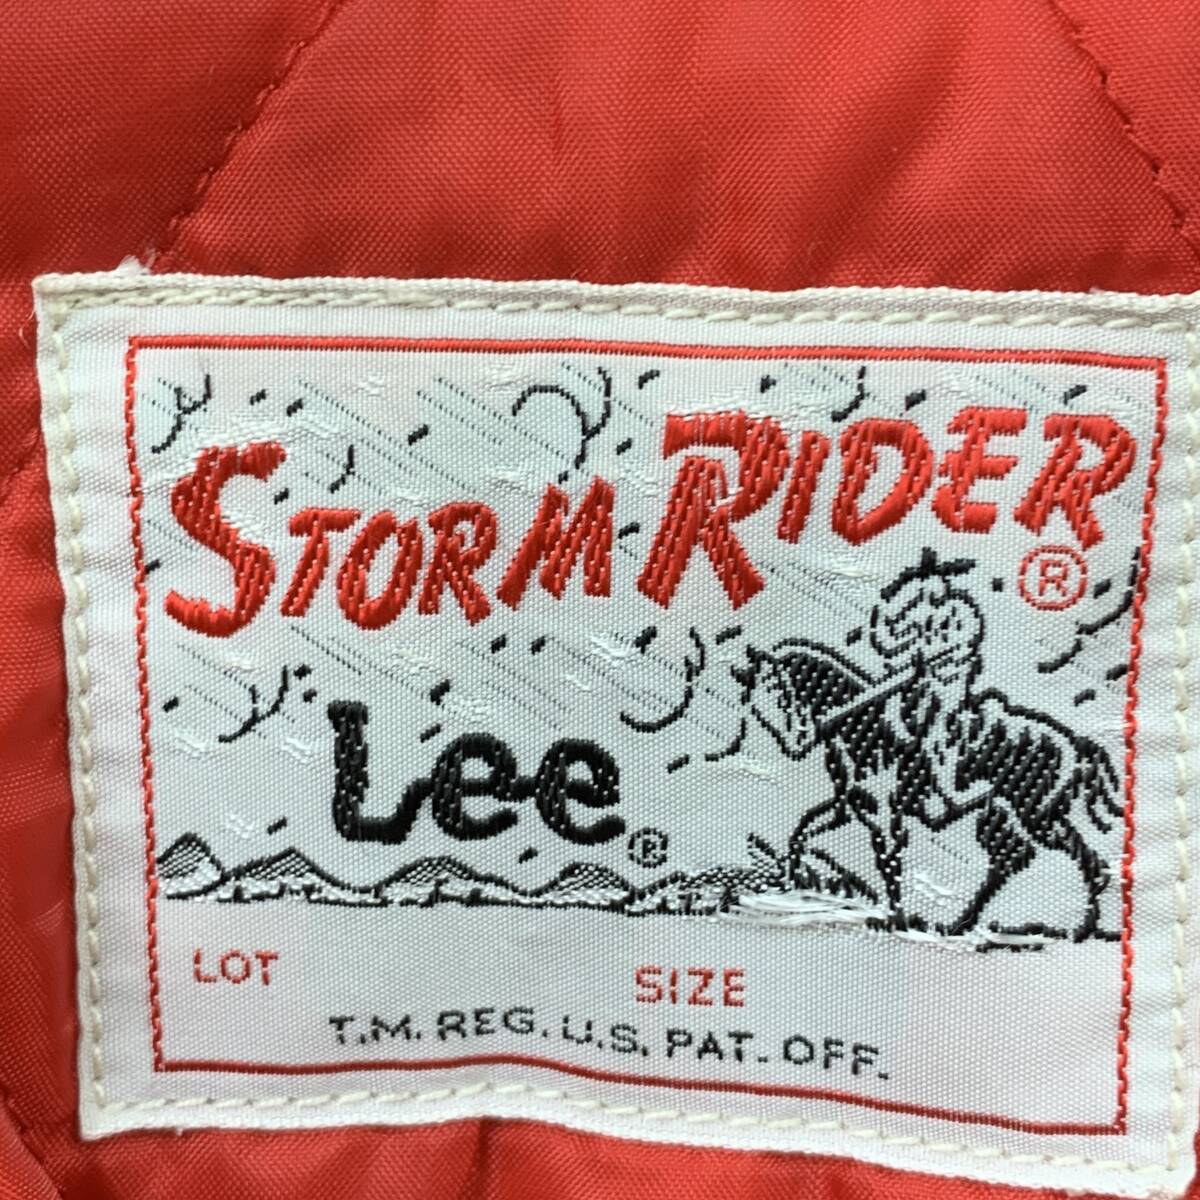 STORM RIDER ®
Lee ®
LOT SIZE
T.M. REG. U.S. PAT. OFF.